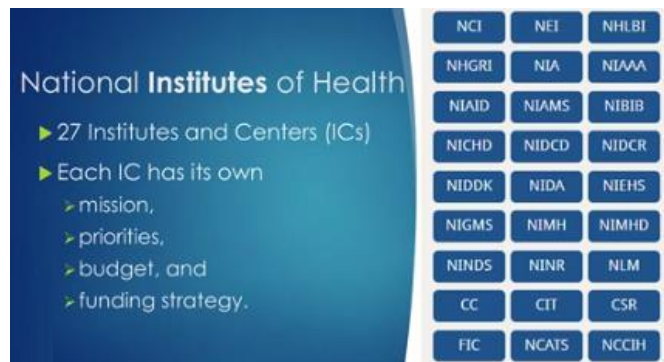 National Institutes of Health
27 Institutes and Centers (ICs)
Each IC has its own
mission,
priorities,
budget, and
funding strategy.
NCI NEI NHLBI
NHGRI NIA NIAAA
NIAID NIAMS NIBIB
NICHD NIDCD NIDCR
NIDDK NIDA NIEHS
NIGMS NIMH NIMHD
NINDS NINR NLM
CC CIT CSR
FIC NCATS NCCIH